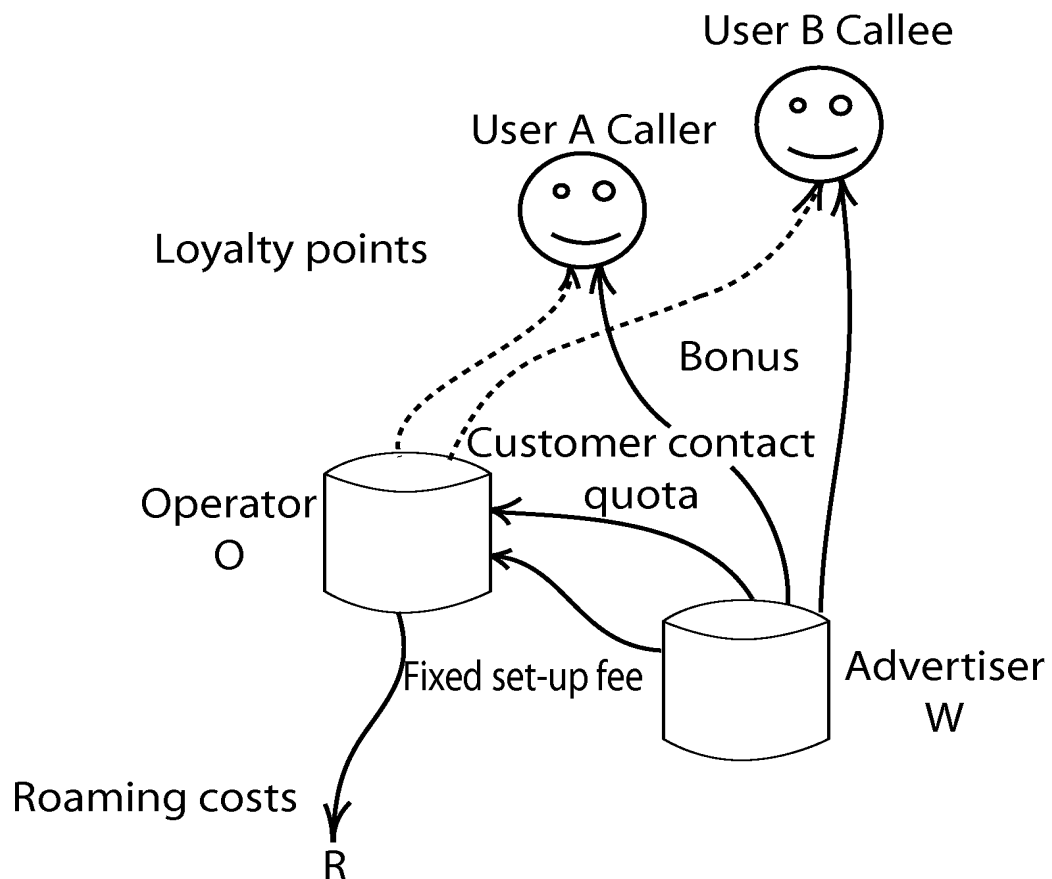 User B Callee
User A Caller
Loyalty points
Bonus
Customer contact
quota
Operator
O
Fixed set-up fee
Advertiser
W
Roaming costs
R